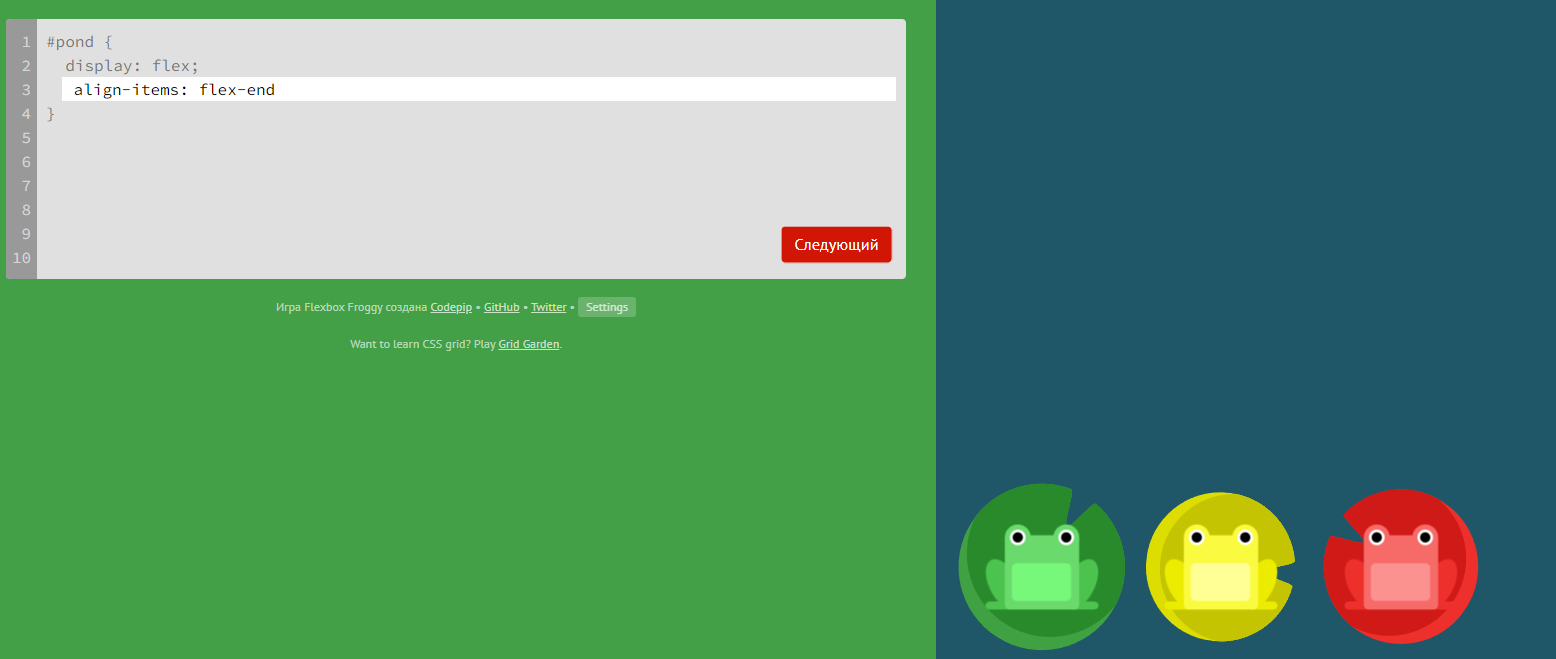 1 #pond {
2 display: flex;
3 align-items: flex-end
4 }
5
6
7
8
9
10
Следующий
Игра Flexbox Froggy создана Codepip • GitHub • Twitter • Settings
Want to learn CSS grid? Play Grid Garden.